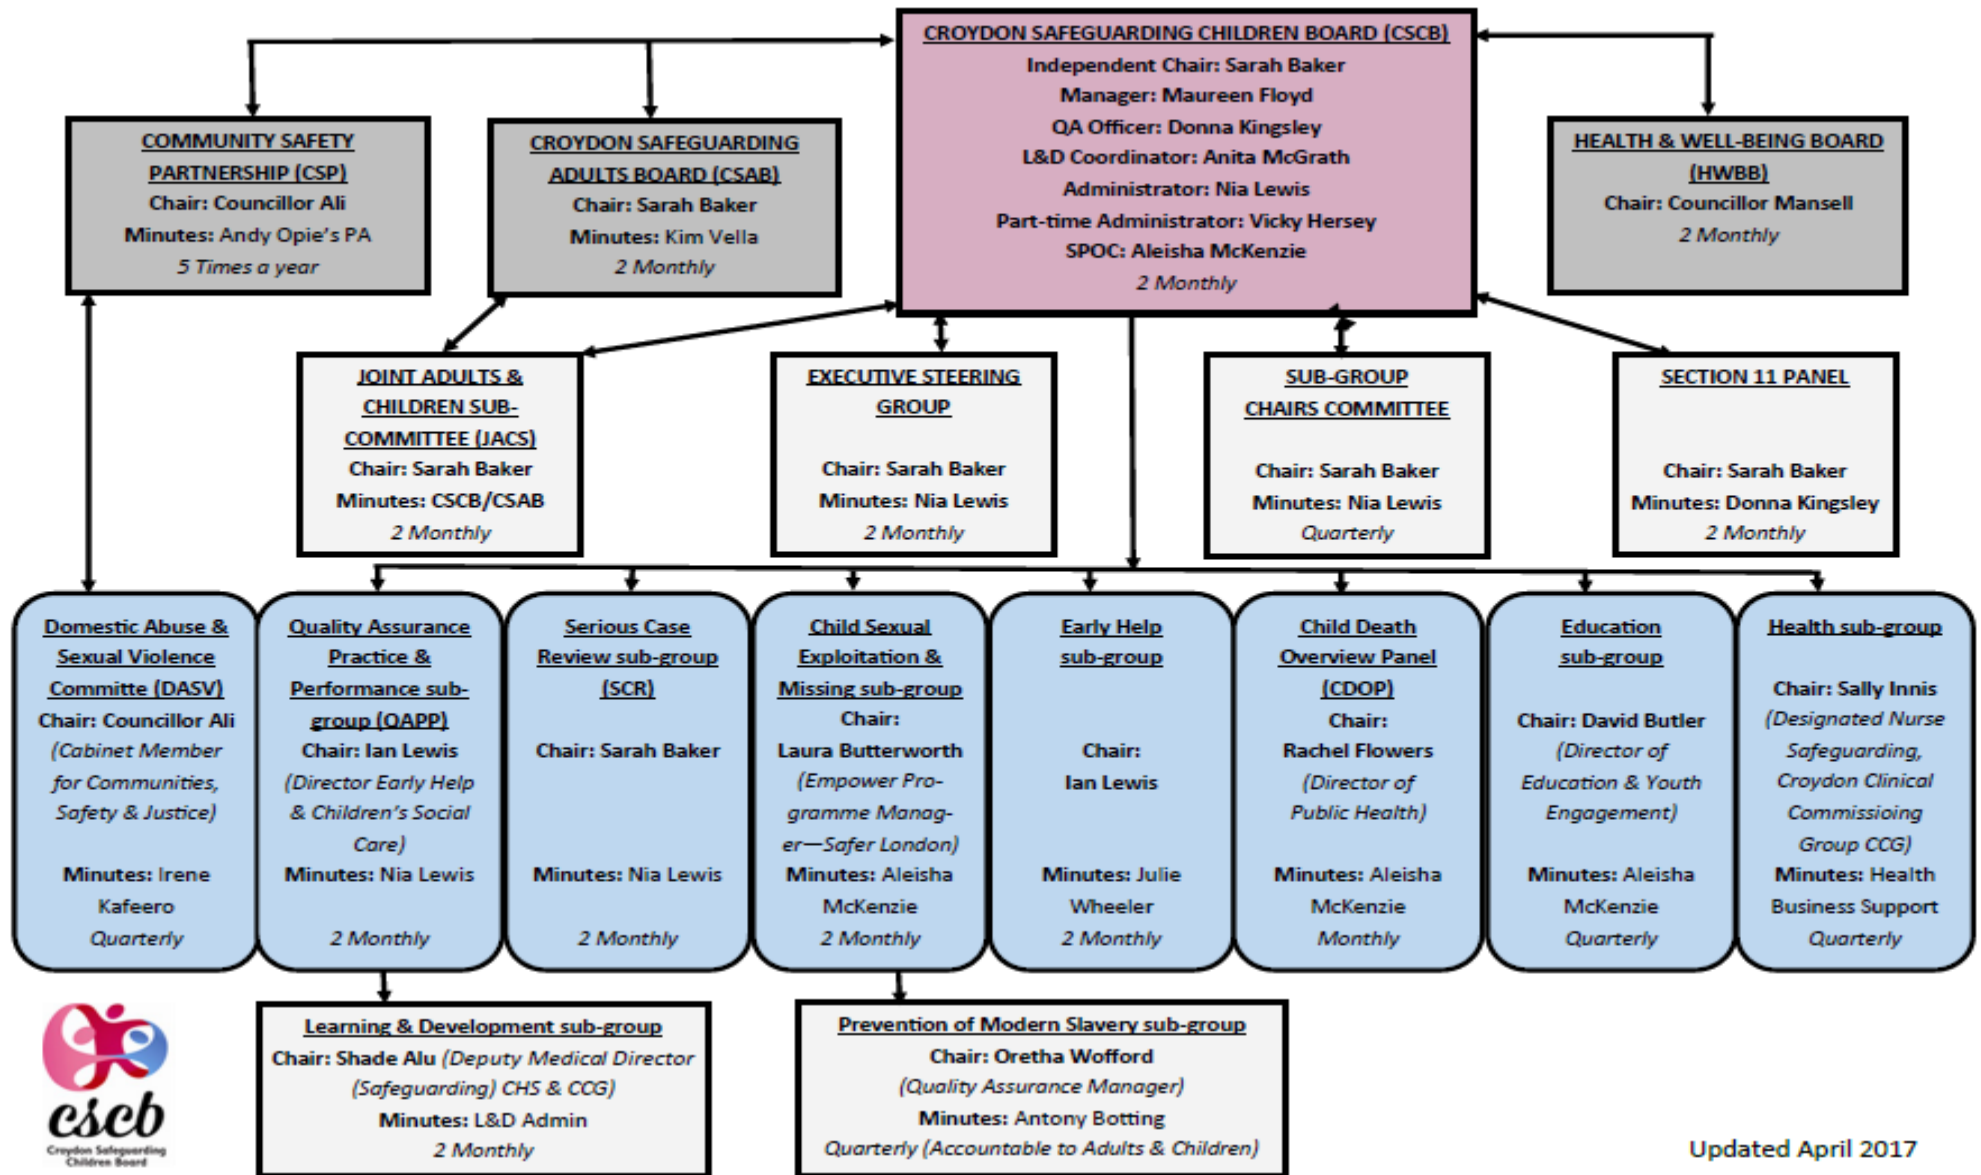 CROYDON SAFEGUARDING CHILDREN BOARD (CSCB)
Independent Chair: Sarah Baker
Manager: Maureen Floyd
QA Officer: Donna Kingsley
L&D Coordinator: Anita McGrath
Administrator: Nia Lewis
Part-time Administrator: Vicky Hersey
SPOC: Aleisha McKenzie
2 Monthly
COMMUNITY SAFETY
PARTNERSHIP (CSP)
Chair: Councillor Ali
Minutes: Andy Opie's PA
5 Times a year
CROYDON SAFEGUARDING
ADULTS BOARD (CSAB)
Chair: Sarah Baker
Minutes: Kim Vella
2 Monthly
HEALTH & WELL-BEING BOARD
(HWBB)
Chair: Councillor Mansell
2 Monthly
JOINT ADULTS &
CHILDREN SUB-
COMMITTEE (JACS)
Chair: Sarah Baker
Minutes: CSCB/CSAB
2 Monthly
EXECUTIVE STEERING
GROUP
Chair: Sarah Baker
Minutes: Nia Lewis
2 Monthly
SUB-GROUP
CHAIRS COMMITTEE
Chair: Sarah Baker
Minutes: Nia Lewis
Quarterly
SECTION 11 PANEL
Chair: Sarah Baker
Minutes: Donna Kingsley
2 Monthly
Domestic Abuse &
Sexual Violence
Committe (DASV)
Chair: Councillor Ali
(Cabinet Member
for Communities,
Safety & Justice)
Minutes: Irene
Kafeero
Quarterly
Quality Assurance
Practice &
Performance sub-
group (QAPP)
Chair: Ian Lewis
(Director Early Help
& Children's Social
Care)
Minutes: Nia Lewis
2 Monthly
Serious Case
Review sub-group
(SCR)
Chair: Sarah Baker
Minutes: Nia Lewis
2 Monthly
Child Sexual
Exploitation &
Missing sub-group
Chair:
Laura Butterworth
(Empower Pro-
gramme Manag-
er—Safer London)
Minutes: Aleisha
McKenzie
2 Monthly
Early Help
sub-group
Chair:
Ian Lewis
Minutes: Julie
Wheeler
2 Monthly
Child Death
Overview Panel
(CDOP)
Chair:
Rachel Flowers
(Director of
Public Health)
Minutes: Aleisha
McKenzie
Monthly
Education
sub-group
Chair: David Butler
(Director of
Education & Youth
Engagement)
Minutes: Aleisha
McKenzie
Quarterly
Health sub-group
Chair: Sally Innis
(Designated Nurse
Safeguarding,
Croydon Clinical
Commissioing
Group CCG)
Minutes: Health
Business Support
Quarterly
Learning & Development sub-group
Chair: Shade Alu (Deputy Medical Director
(Safeguarding) CHS & CCG)
Minutes: L&D Admin
2 Monthly
Prevention of Modern Slavery sub-group
Chair: Oretha Wofford
(Quality Assurance Manager)
Minutes: Antony Botting
Quarterly (Accountable to Adults & Children)
cscb
Croydon Safeguarding
Children Board
Updated April 2017